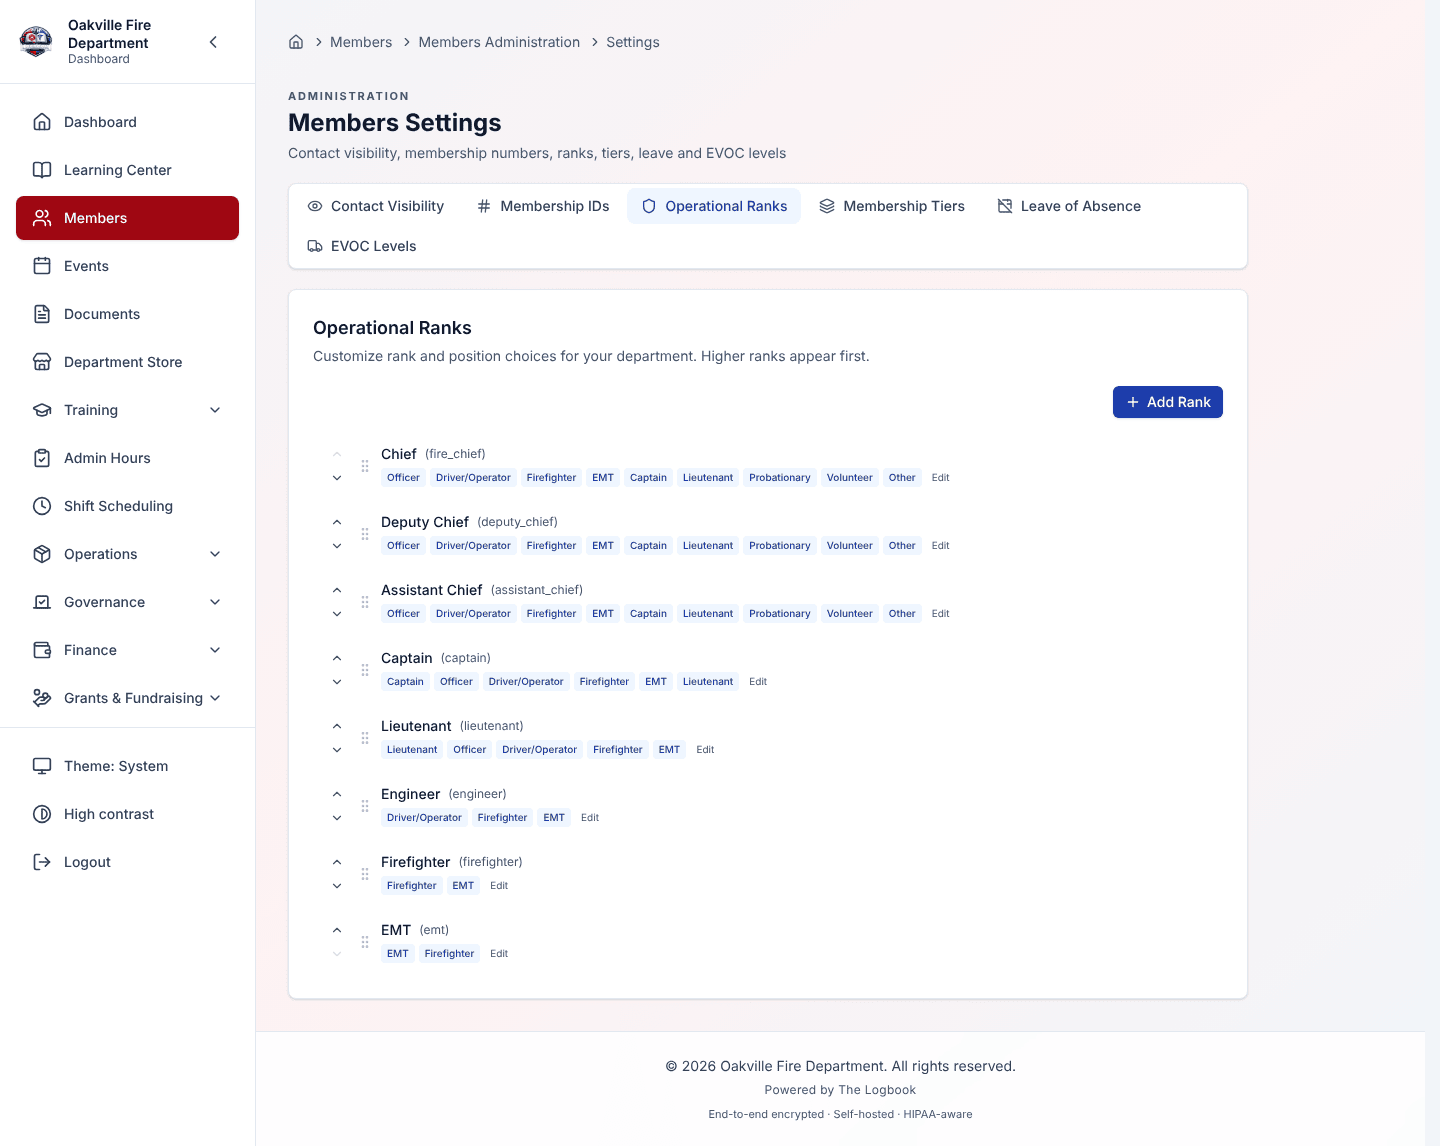 Oakville Fire
Department
Dashboard
Dashboard
Learning Center
Members
Events
Documents
Department Store
Training
Admin Hours
Shift Scheduling
Operations
Governance
Finance
Grants & Fundraising
Theme: System
High contrast
Logout
Members Members Administration Settings
ADMINISTRATION
Members Settings
Contact visibility, membership numbers, ranks, tiers, leave and EVOC levels
Contact Visibility Membership IDs Operational Ranks Membership Tiers Leave of Absence
EVOC Levels
Operational Ranks
Customize rank and position choices for your department. Higher ranks appear first.
Add Rank
Chief (fire_chief)
Officer Driver/Operator Firefighter EMT Captain Lieutenant Probationary Volunteer Other Edit
Deputy Chief (deputy_chief)
Officer Driver/Operator Firefighter EMT Captain Lieutenant Probationary Volunteer Other Edit
Assistant Chief (assistant_chief)
Officer Driver/Operator Firefighter EMT Captain Lieutenant Probationary Volunteer Other Edit
Captain (captain)
Captain Officer Driver/Operator Firefighter EMT Lieutenant Edit
Lieutenant (lieutenant)
Lieutenant Officer Driver/Operator Firefighter EMT Edit
Engineer (engineer)
Driver/Operator Firefighter EMT Edit
Firefighter (firefighter)
Firefighter EMT Edit
EMT (emt)
EMT Firefighter Edit
© 2026 Oakville Fire Department. All rights reserved.
Powered by The Logbook
End-to-end encrypted · Self-hosted · HIPAA-aware